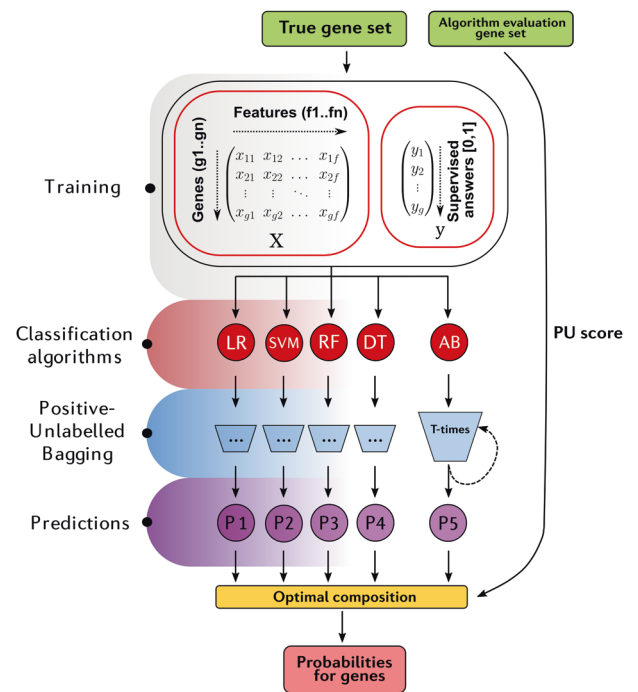 True gene set
Algorithm evaluation
gene set
Features (f1..fn)
Genes (g1..gn)
x11 x12 … x1f
x21 x22 … x2f
⋮ ⋮ ⋱ ⋮
xg1 xg2 … xgf
X
y1
y2
⋮
yg
y
Supervised
answers [0,1]
Training
Classification
algorithms
LR
SVM
RF
DT
AB
PU score
Positive-
Unlabelled
Bagging
...
...
...
...
T-times
Predictions
P1
P2
P3
P4
P5
Optimal composition
Probabilities
for genes